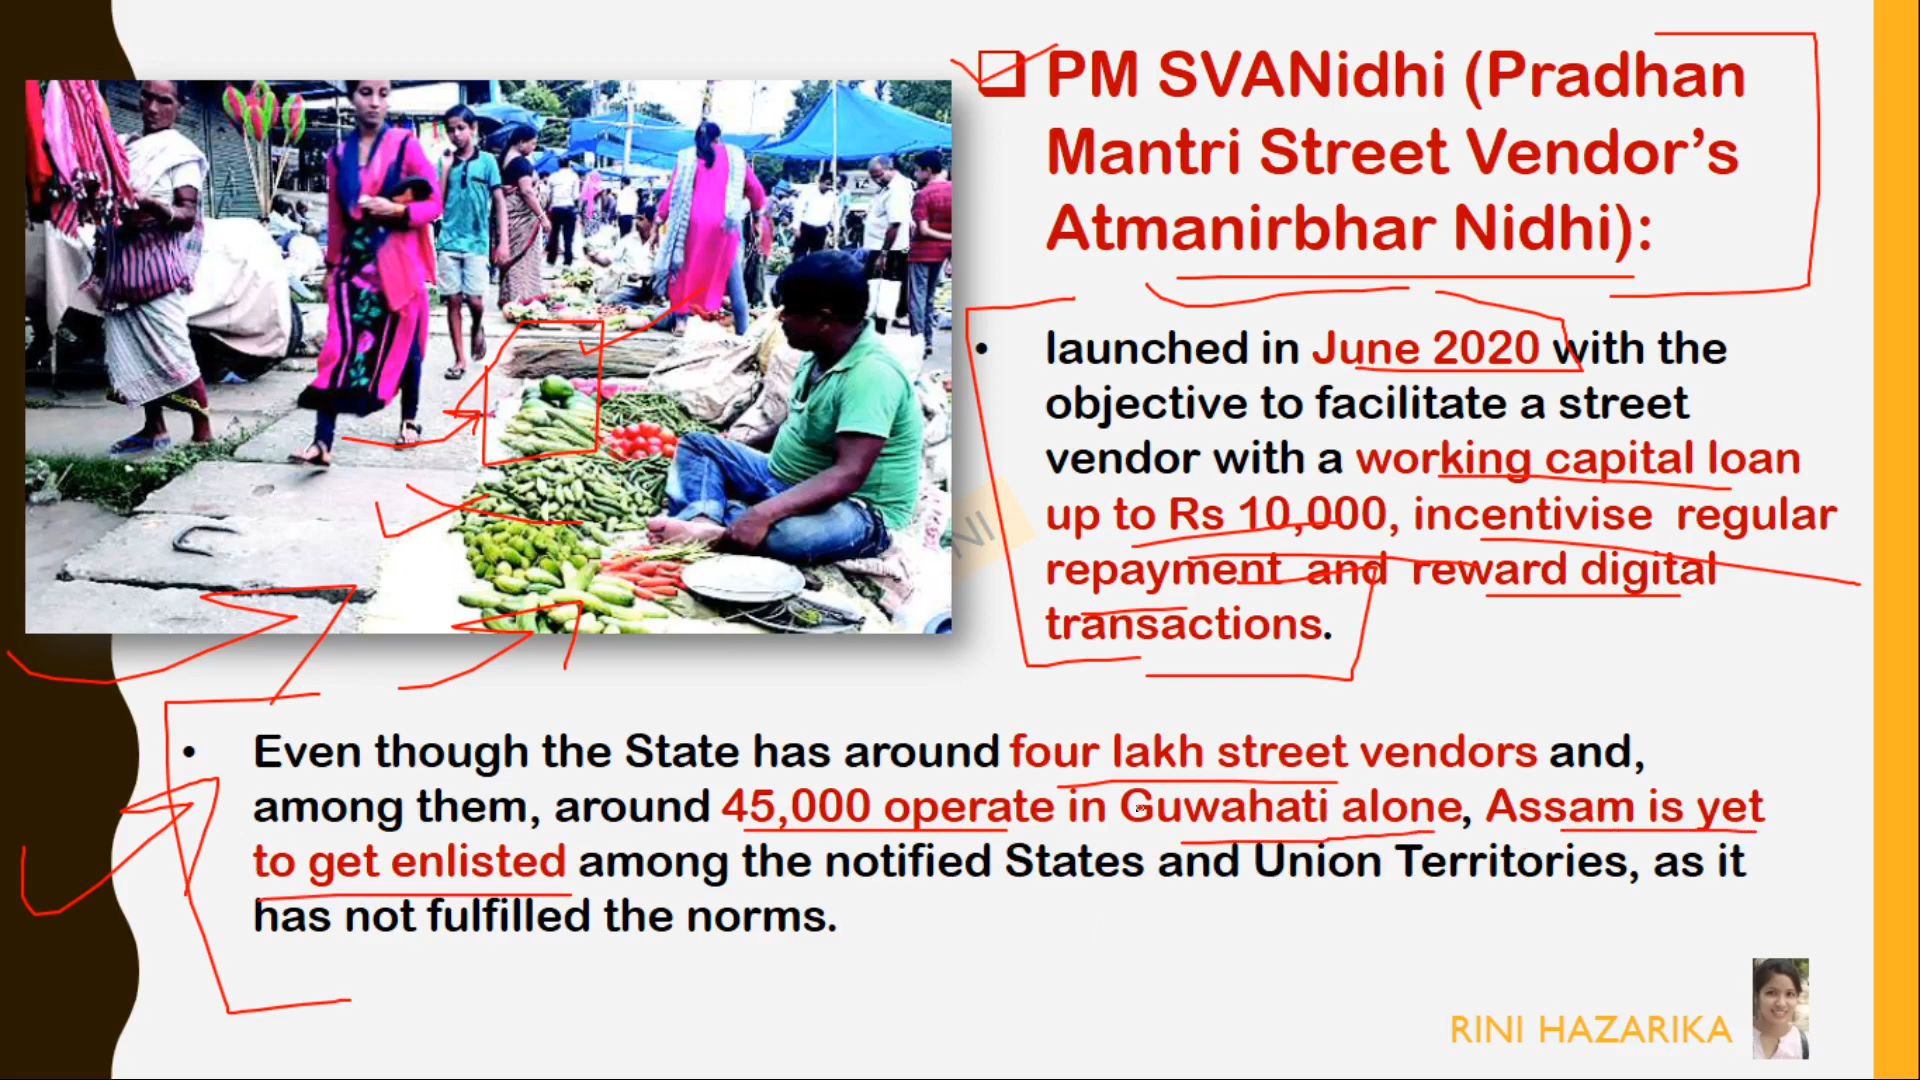 PM SVANidhi (Pradhan
Mantri Street Vendor’s
Atmanirbhar Nidhi):
• launched in June 2020 with the
objective to facilitate a street
vendor with a working capital loan
up to Rs 10,000, incentivise regular
repayment and reward digital
transactions.
• Even though the State has around four lakh street vendors and,
among them, around 45,000 operate in Guwahati alone, Assam is yet
to get enlisted among the notified States and Union Territories, as it
has not fulfilled the norms.
RINI HAZARIKA